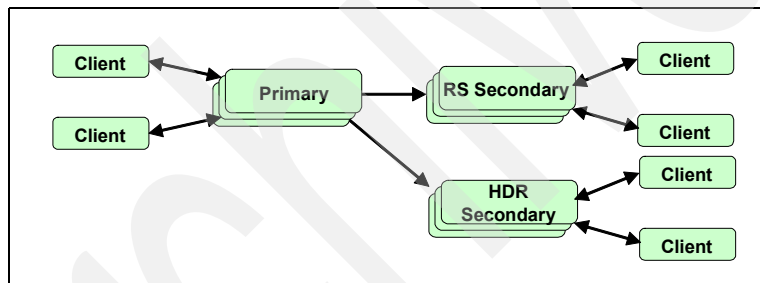 Client
Primary
RS Secondary
Client
Client
Client
HDR
Secondary
Client
Client